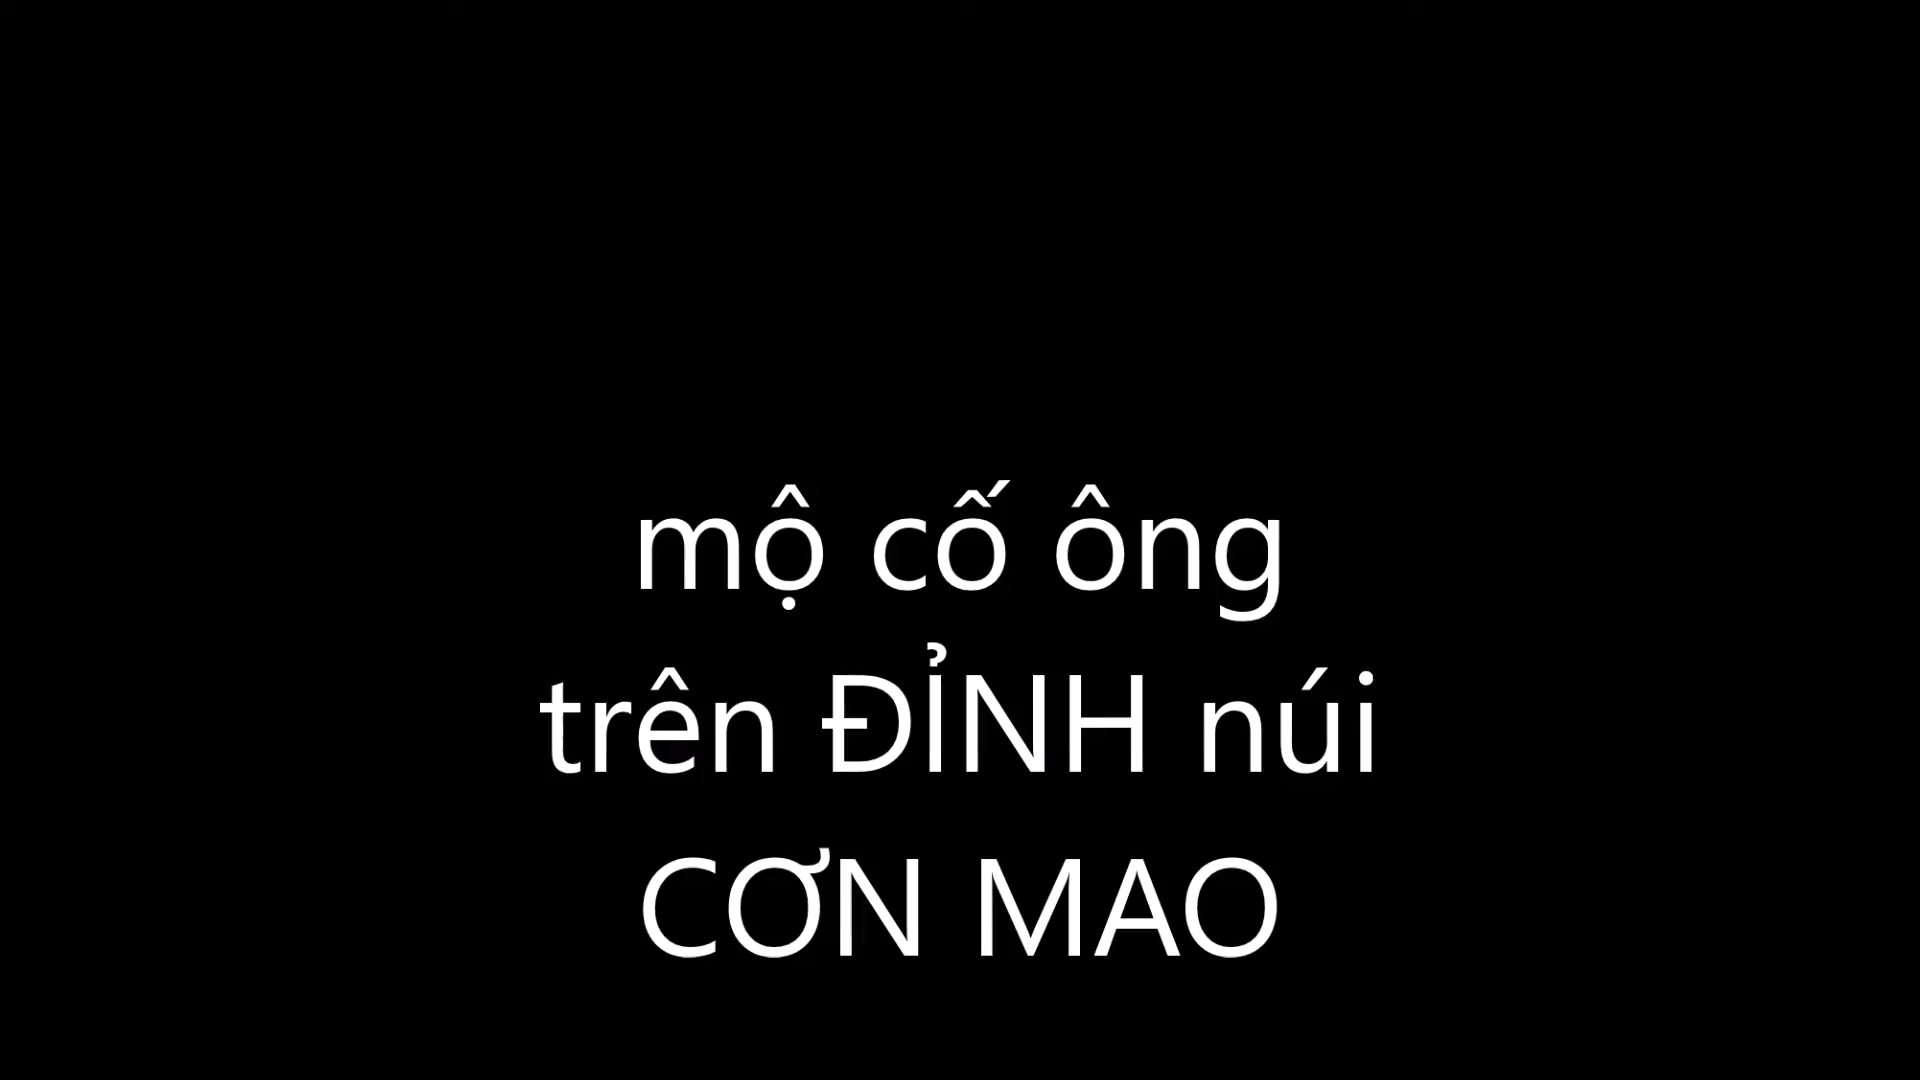 mộ cố ông
trên ĐỈNH núi
CƠN MAO